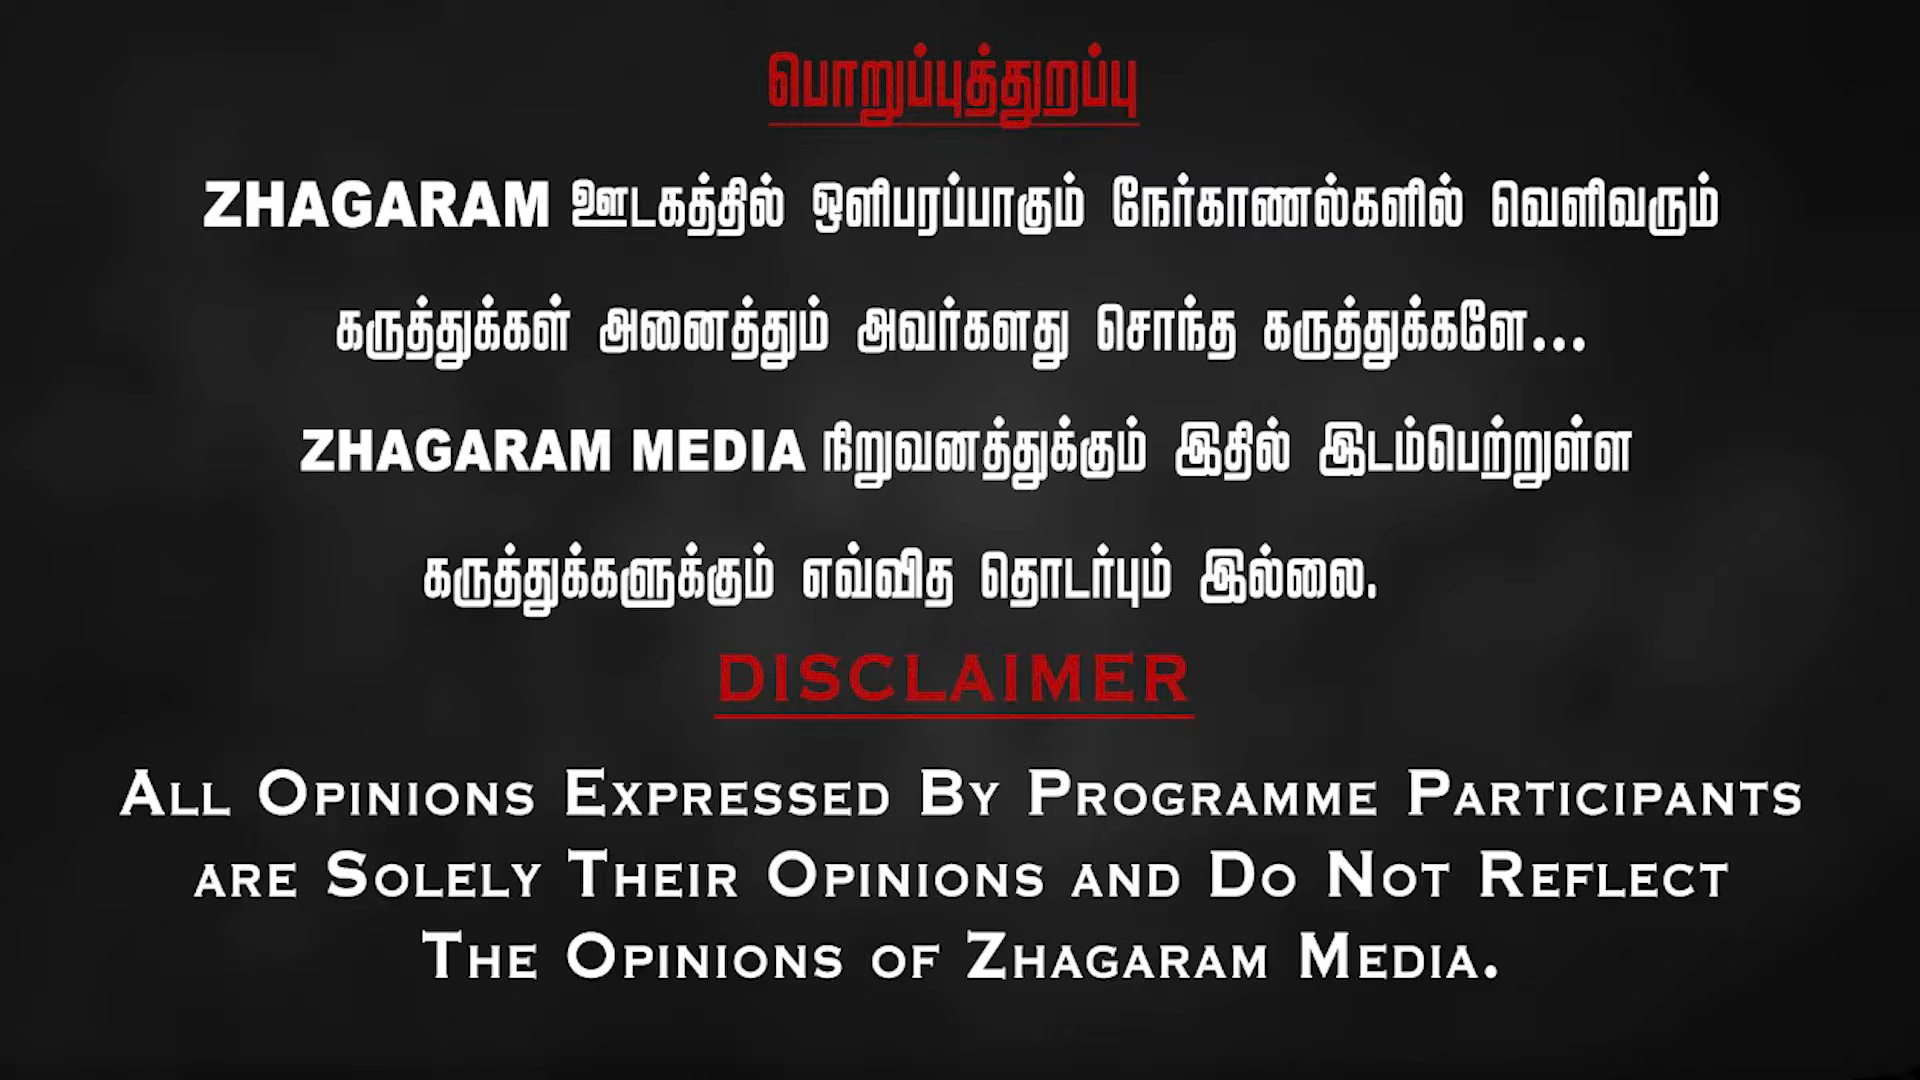 பொறுப்புத்துறப்பு
ZHAGARAM ஊடகத்தில் ஒளிபரப்பாகும் நேர்காணல்களில் வெளிவரும்
கருத்துக்கள் அனைத்தும் அவர்களது சொந்த கருத்துக்களே...
ZHAGARAM MEDIA நிறுவனத்துக்கும் இதில் இடம்பெற்றுள்ள
கருத்துக்களுக்கும் எவ்வித தொடர்பும் இல்லை.
DISCLAIMER
All Opinions Expressed By Programme Participants
are Solely Their Opinions and Do Not Reflect
The Opinions of Zhagaram Media.